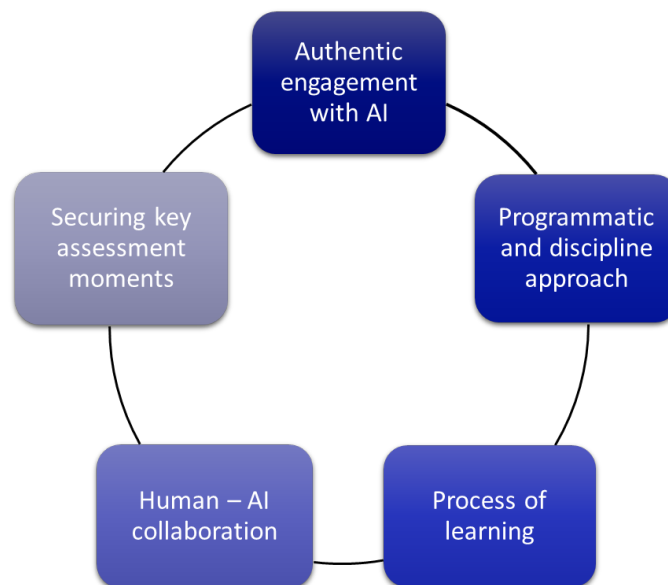 Authentic
engagement
with AI
Programmatic
and discipline
approach
Process of
learning
Human – AI
collaboration
Securing key
assessment
moments